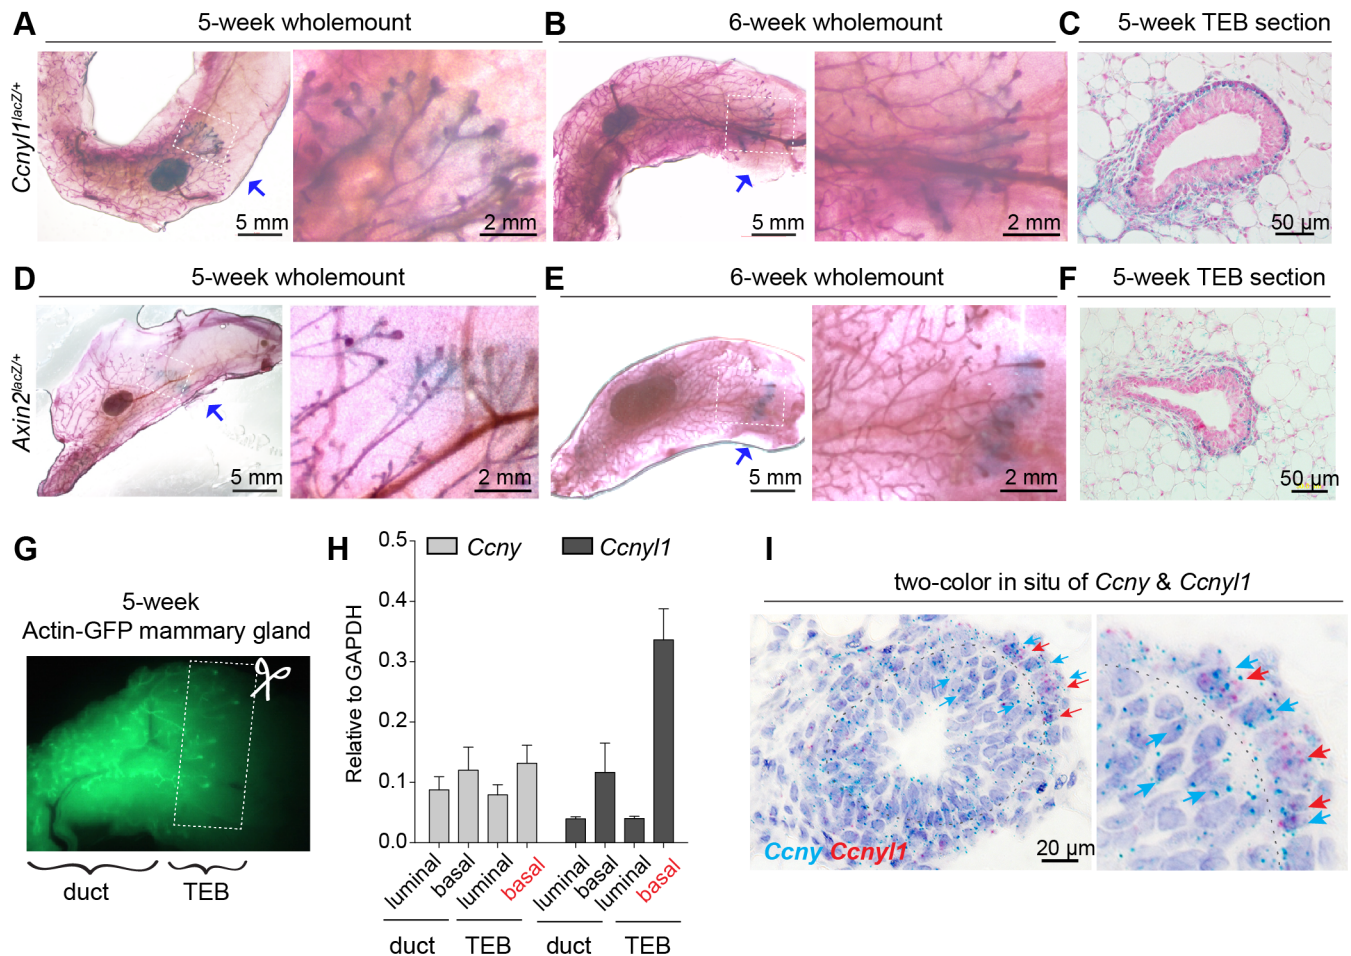 A 5-week wholemount
B 6-week wholemount
C 5-week TEB section
Ccnyl1lacZ/+
5 mm
2 mm
5 mm
2 mm
50 µm
D 5-week wholemount
E 6-week wholemount
F 5-week TEB section
Axin2lacZ/+
5 mm
2 mm
5 mm
2 mm
50 µm
G
5-week
Actin-GFP mammary gland
duct
TEB
H
Ccny
Ccnyl1
Relative to GAPDH
0.5
0.4
0.3
0.2
0.1
0.0
luminal
basal
luminal
basal
luminal
basal
luminal
basal
duct
TEB
duct
TEB
I
two-color in situ of Ccny & Ccnyl1
Ccny Ccnyl1
20 µm